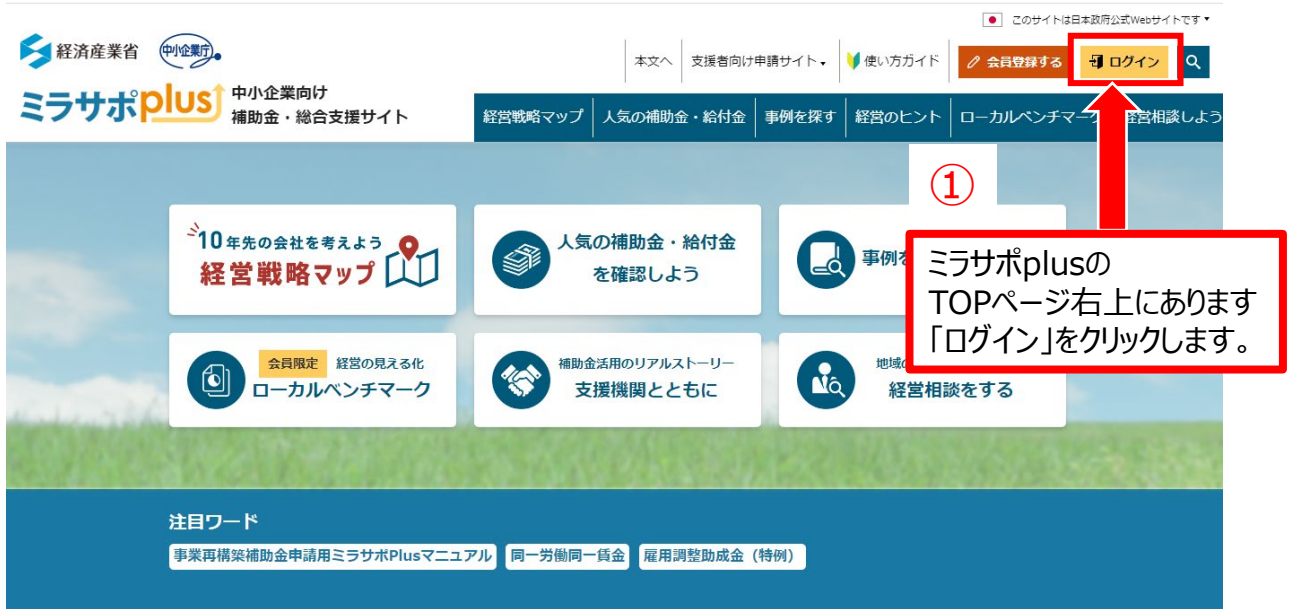 このサイトは日本政府公式Webサイトです
経済産業省 中小企業庁
本文へ 支援者向け申請サイト 使い方ガイド 会員登録する ログイン
ミラサポplus 中小企業向け
補助金・総合支援サイト
経営戦略マップ 人気の補助金・給付金 事例を探す 経営のヒント ローカルベンチマー 経営相談しよう
①
10年先の会社を考えよう
経営戦略マップ
人気の補助金・給付金
を確認しよう
事例を
ミラサポplusの
TOPページ右上にあります
「ログイン」をクリックします。
会員限定 経営の見える化
ローカルベンチマーク
補助金活用のリアルストーリー
支援機関とともに
地域の
経営相談をする
注目ワード
事業再構築補助金申請用ミラサポPlusマニュアル 同一労働同一賃金 雇用調整助成金（特例）